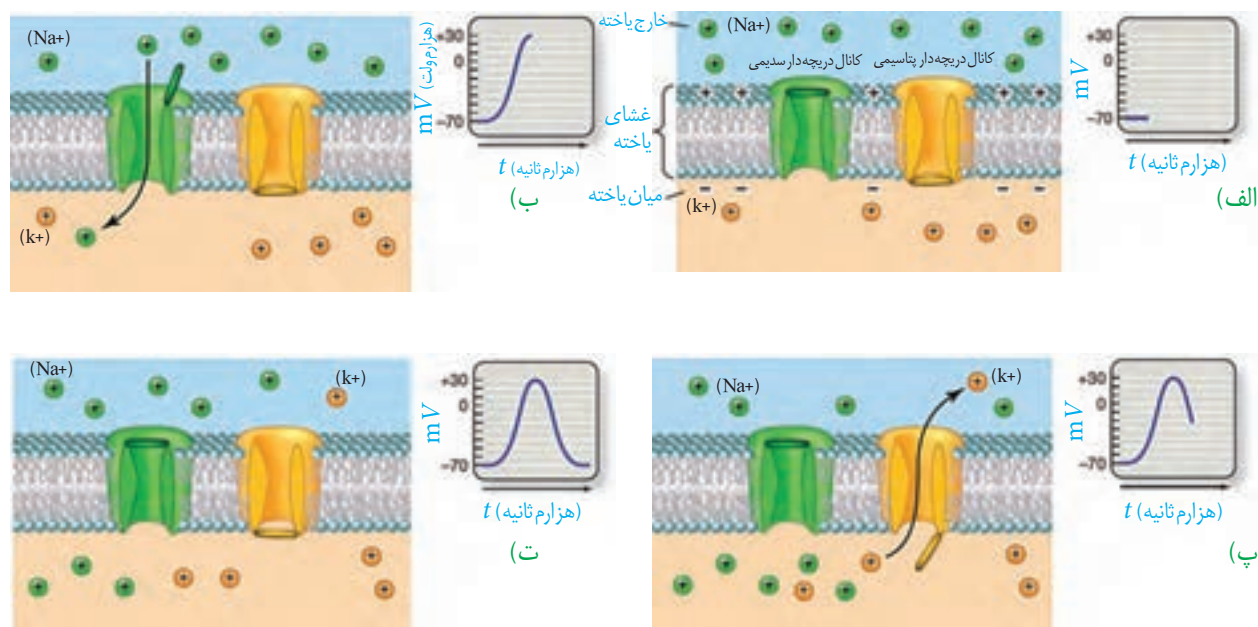 خارج یاخته
(Na+)
کانال دریچه‌دار سدیمی
کانال دریچه‌دار پتاسیمی
غشای
یاخته
میان یاخته
(k+)
+30
0
-70
mV
t (هزارم ثانیه)
الف)
(Na+)
(k+)
+30
0
-70
mV (هزارم ولت)
t (هزارم ثانیه)
ب)
(Na+)
(k+)
+30
0
-70
mV
t (هزارم ثانیه)
پ)
(Na+)
(k+)
+30
0
-70
mV
t (هزارم ثانیه)
ت)